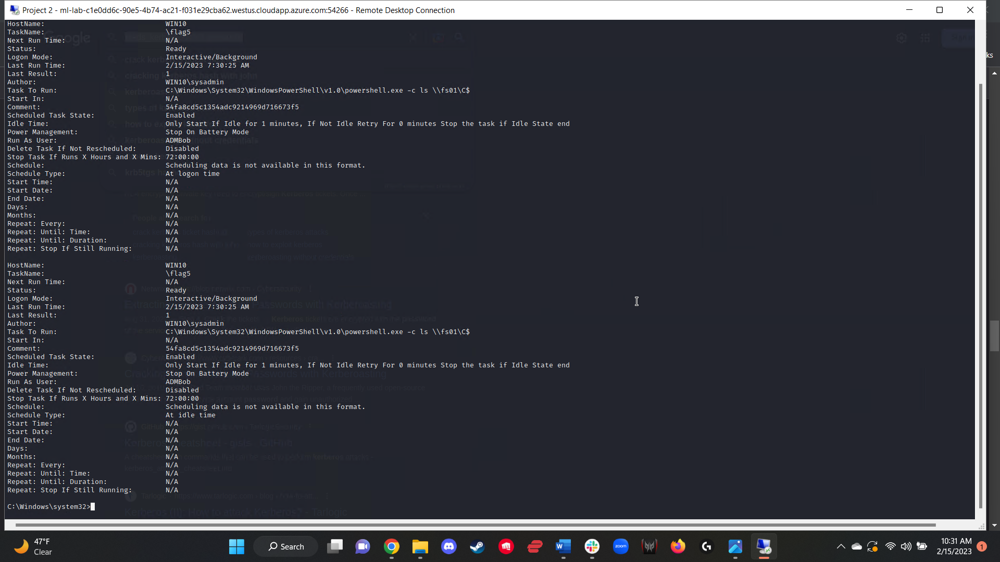 Project 2 - ml-lab-c1e0dd6c-90e5-4b74-ac21-f031e29cba62.westus.cloudapp.azure.com:54266 - Remote Desktop Connection
HostName: WIN10
TaskName: \flag5
Next Run Time: N/A
Status: Ready
Logon Mode: Interactive/Background
Last Run Time: 2/15/2023 7:30:25 AM
Last Result: 1
Author: WIN10\sysadmin
Task To Run: C:\Windows\System32\WindowsPowerShell\v1.0\powershell.exe -c ls \\fs01\C$
Start In: N/A
Comment: 54fa8cd5c1354adc9214969d716673f5
Scheduled Task State: Enabled
Idle Time: Only Start If Idle for 1 minutes, If Not Idle Retry For 0 minutes Stop the task if Idle State end
Power Management: Stop On Battery Mode
Run As User: ADMBob
Delete Task If Not Rescheduled: Disabled
Stop Task If Runs X Hours and X Mins: 72:00:00
Schedule: Scheduling data is not available in this format.
Schedule Type: At logon time
Start Time: N/A
Start Date: N/A
End Date: N/A
Days: N/A
Months: N/A
Repeat: Every: N/A
Repeat: Until: Time: N/A
Repeat: Until: Duration: N/A
Repeat: Stop If Still Running: N/A
HostName: WIN10
TaskName: \flag5
Next Run Time: N/A
Status: Ready
Logon Mode: Interactive/Background
Last Run Time: 2/15/2023 7:30:25 AM
Last Result: 1
Author: WIN10\sysadmin
Task To Run: C:\Windows\System32\WindowsPowerShell\v1.0\powershell.exe -c ls \\fs01\C$
Start In: N/A
Comment: 54fa8cd5c1354adc9214969d716673f5
Scheduled Task State: Enabled
Idle Time: Only Start If Idle for 1 minutes, If Not Idle Retry For 0 minutes Stop the task if Idle State end
Power Management: Stop On Battery Mode
Run As User: ADMBob
Delete Task If Not Rescheduled: Disabled
Stop Task If Runs X Hours and X Mins: 72:00:00
Schedule: Scheduling data is not available in this format.
Schedule Type: At idle time
Start Time: N/A
Start Date: N/A
End Date: N/A
Days: N/A
Months: N/A
Repeat: Every: N/A
Repeat: Until: Time: N/A
Repeat: Until: Duration: N/A
Repeat: Stop If Still Running: N/A
C:\Windows\system32>
47°F
Clear
Search
zoom
10:31 AM
2/15/2023
1